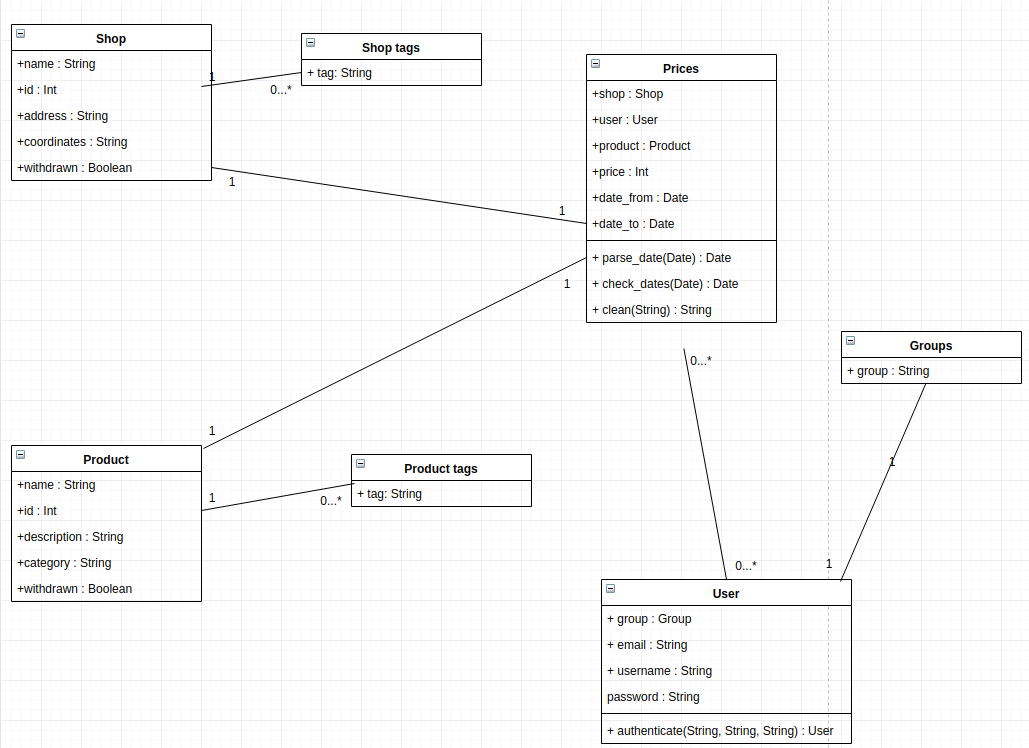 Shop
+name : String
+id : Int
+address : String
+coordinates : String
+withdrawn : Boolean
1
0...*
Shop tags
+ tag: String
1
1
Prices
+shop : Shop
+user : User
+product : Product
+price : Int
+date_from : Date
+date_to : Date
+ parse_date(Date) : Date
+ check_dates(Date) : Date
+ clean(String) : String
1
1
0...*
0...*
Groups
+ group : String
1
1
Product
+name : String
+id : Int
+description : String
+category : String
+withdrawn : Boolean
1
0...*
Product tags
+ tag: String
User
+ group : Group
+ email : String
+ username : String
password : String
+ authenticate(String, String, String) : User